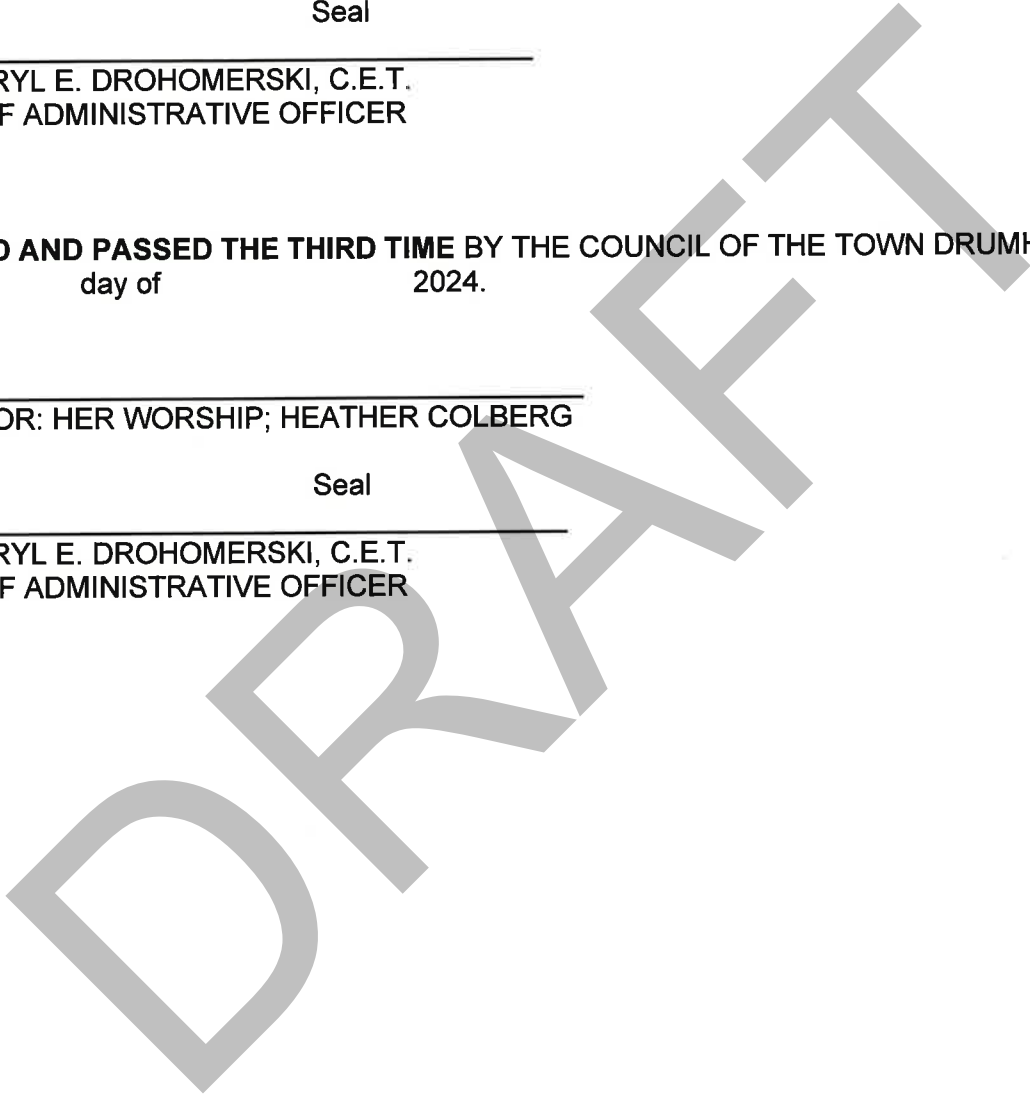 Seal
RYL E. DROHOMERSKI, C.E.T.
F ADMINISTRATIVE OFFICER
D AND PASSED THE THIRD TIME BY THE COUNCIL OF THE TOWN DRUMH
day of 2024.
OR: HER WORSHIP; HEATHER COLBERG
Seal
RYL E. DROHOMERSKI, C.E.T.
F ADMINISTRATIVE OFFICER
DRAFT